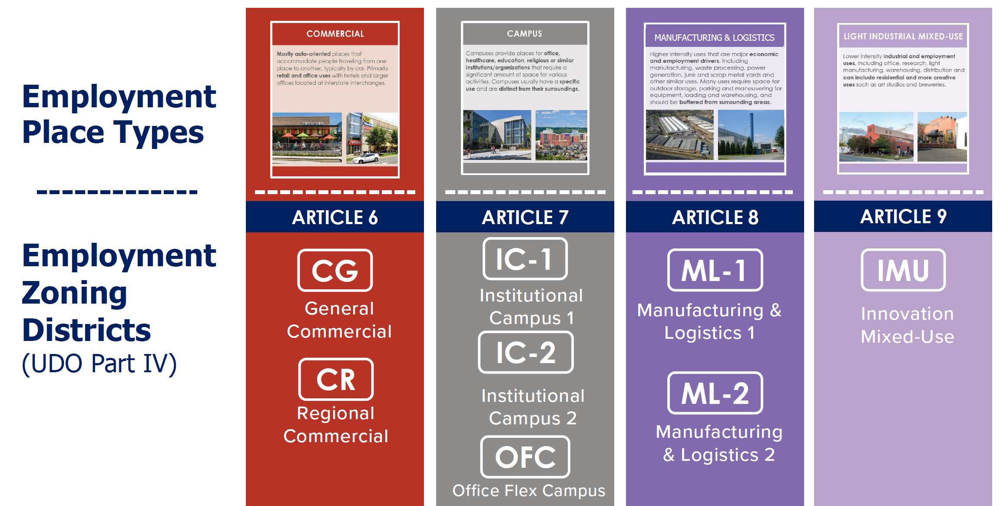 Employment
Place Types
Employment
Zoning
Districts
(UDO Part IV)
COMMERCIAL
Mostly auto-oriented places that
accommodate people traveling from one
place to another, typically by car. Primarily
retail and office uses with hotels and larger
offices located at interstate interchanges.
ZOËS KITCHEN
ARTICLE 6
CG
General
Commercial
CR
Regional
Commercial
CAMPUS
Campuses provide places for office,
healthcare, education, religious or similar
institutions/organizations that require a
significant amount of space for various
activities. Campuses usually have a specific
use and are distinct from their surroundings.
ARTICLE 7
IC-1
Institutional
Campus 1
IC-2
Institutional
Campus 2
OFC
Office Flex Campus
MANUFACTURING & LOGISTICS
Higher intensity uses that are major economic
and employment drivers, including
manufacturing, waste processing, power
generation, junk and scrap metal yards and
other similar uses. Many uses require space for
outdoor storage, parking and maneuvering for
equipment, loading and warehousing, and
should be buffered from surrounding areas.
ARTICLE 8
ML-1
Manufacturing &
Logistics 1
ML-2
Manufacturing
& Logistics 2
LIGHT INDUSTRIAL MIXED-USE
Lower intensity industrial and employment
uses, including office, research, light
manufacturing, warehousing, distribution and
can include residential and more creative
uses such as art studios and breweries.
ARTICLE 9
IMU
Innovation
Mixed-Use